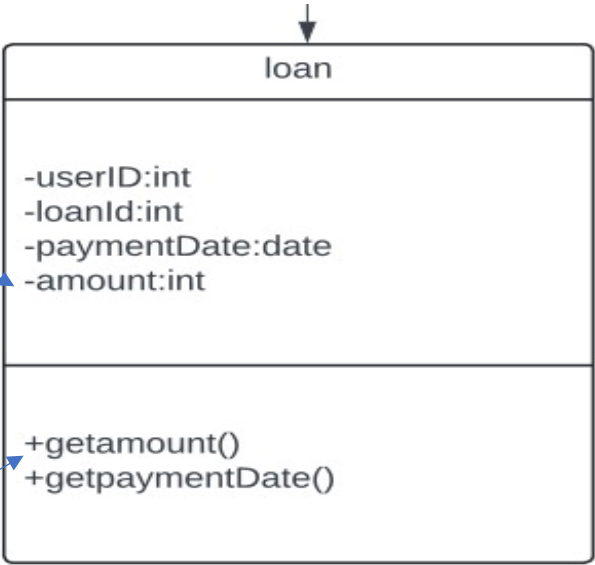 loan
-userID:int
-loanId:int
-paymentDate:date
-amount:int
+getamount()
+getpaymentDate()